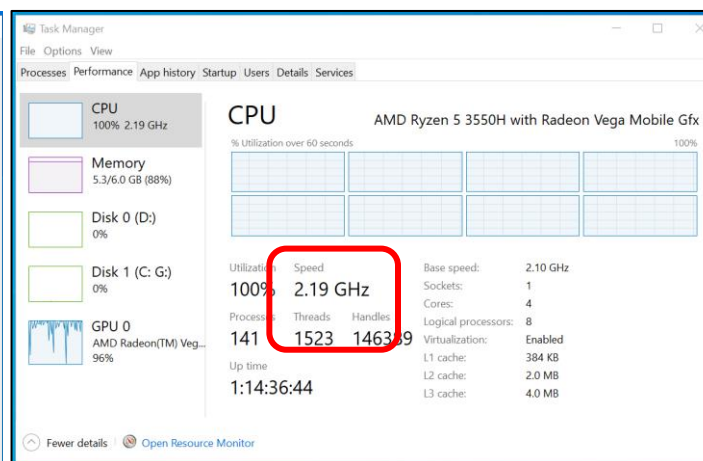 Task Manager
File Options View
Processes Performance App history Startup Users Details Services
CPU
100% 2.19 GHz
Memory
5.3/6.0 GB (88%)
Disk 0 (D:)
0%
Disk 1 (C: G:)
0%
GPU 0
AMD Radeon(TM) Veg...
96%
CPU AMD Ryzen 5 3550H with Radeon Vega Mobile Gfx
% Utilization over 60 seconds 100%
Utilization Speed
100% 2.19 GHz
Processes Threads Handles
141 1523 146389
Up time
1:14:36:44
Base speed: 2.10 GHz
Sockets: 1
Cores: 4
Logical processors: 8
Virtualization: Enabled
L1 cache: 384 KB
L2 cache: 2.0 MB
L3 cache: 4.0 MB
Fewer details Open Resource Monitor